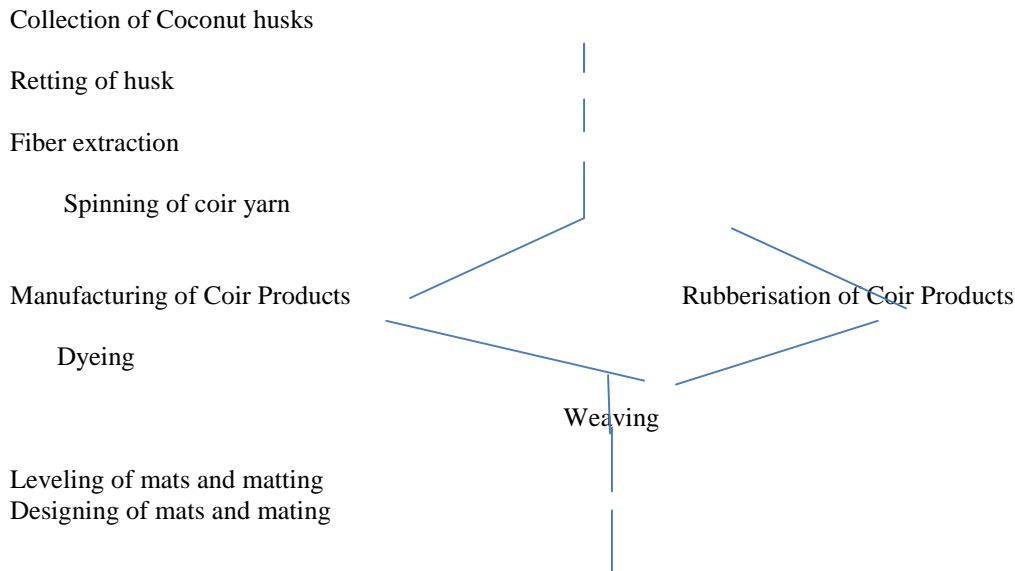 Collection of Coconut husks
Retting of husk
Fiber extraction
Spinning of coir yarn
Manufacturing of Coir Products
Rubberisation of Coir Products
Dyeing
Weaving
Leveling of mats and matting
Designing of mats and mating